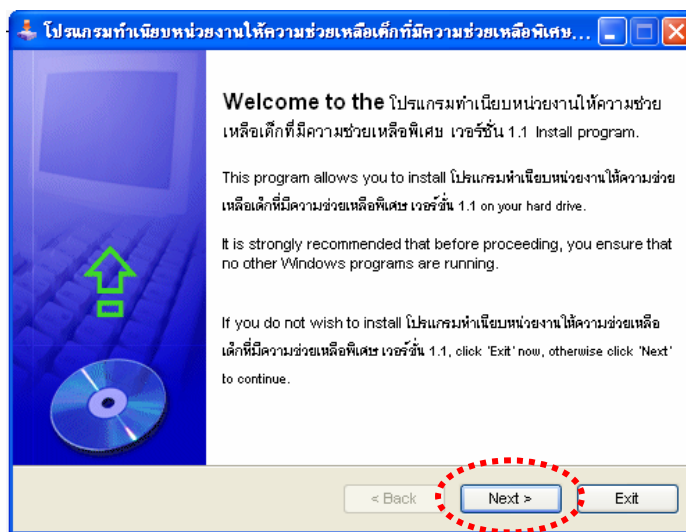 โปรแกรมทำเนียบหน่วยงานให้ความช่วยเหลือเด็กที่มีความช่วยเหลือพิเศษ...
Welcome to the โปรแกรมทำเนียบหน่วยงานให้ความช่วย
เหลือเด็กที่มีความช่วยเหลือพิเศษ เวอร์ชั่น 1.1 Install program.
This program allows you to install โปรแกรมทำเนียบหน่วยงานให้ความช่วย
เหลือเด็กที่มีความช่วยเหลือพิเศษ เวอร์ชั่น 1.1 on your hard drive.
It is strongly recommended that before proceeding, you ensure that
no other Windows programs are running.
If you do not wish to install โปรแกรมทำเนียบหน่วยงานให้ความช่วยเหลือ
เด็กที่มีความช่วยเหลือพิเศษ เวอร์ชั่น 1.1, click 'Exit' now, otherwise click 'Next'
to continue.
< Back Next > Exit